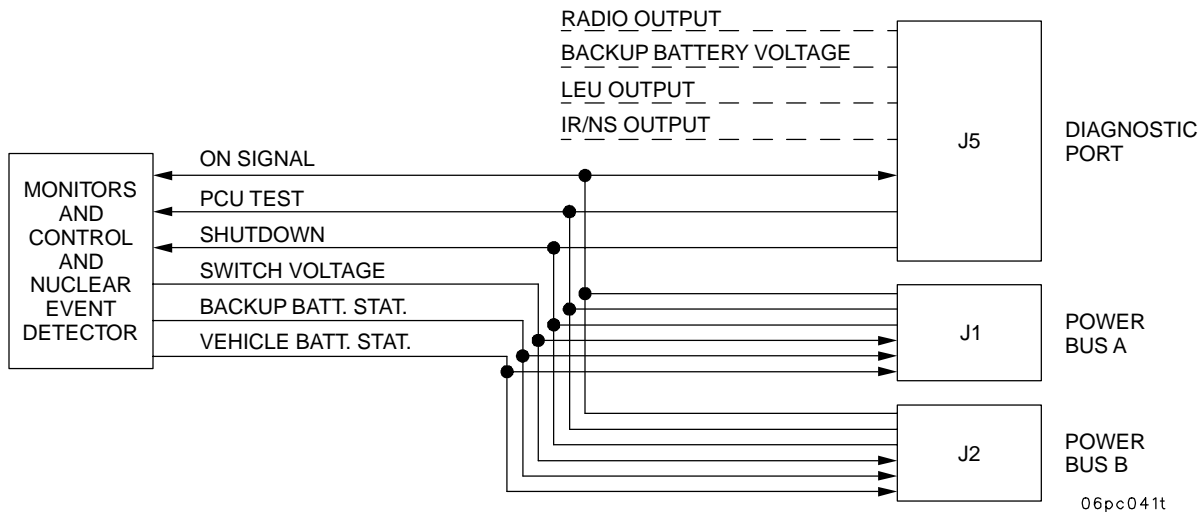 RADIO OUTPUT
BACKUP BATTERY VOLTAGE
LEU OUTPUT
IR/NS OUTPUT
J5
DIAGNOSTIC
PORT
MONITORS
AND
CONTROL
AND
NUCLEAR
EVENT
DETECTOR
ON SIGNAL
PCU TEST
SHUTDOWN
SWITCH VOLTAGE
BACKUP BATT. STAT.
VEHICLE BATT. STAT.
J1
POWER
BUS A
J2
POWER
BUS B
06pc041t